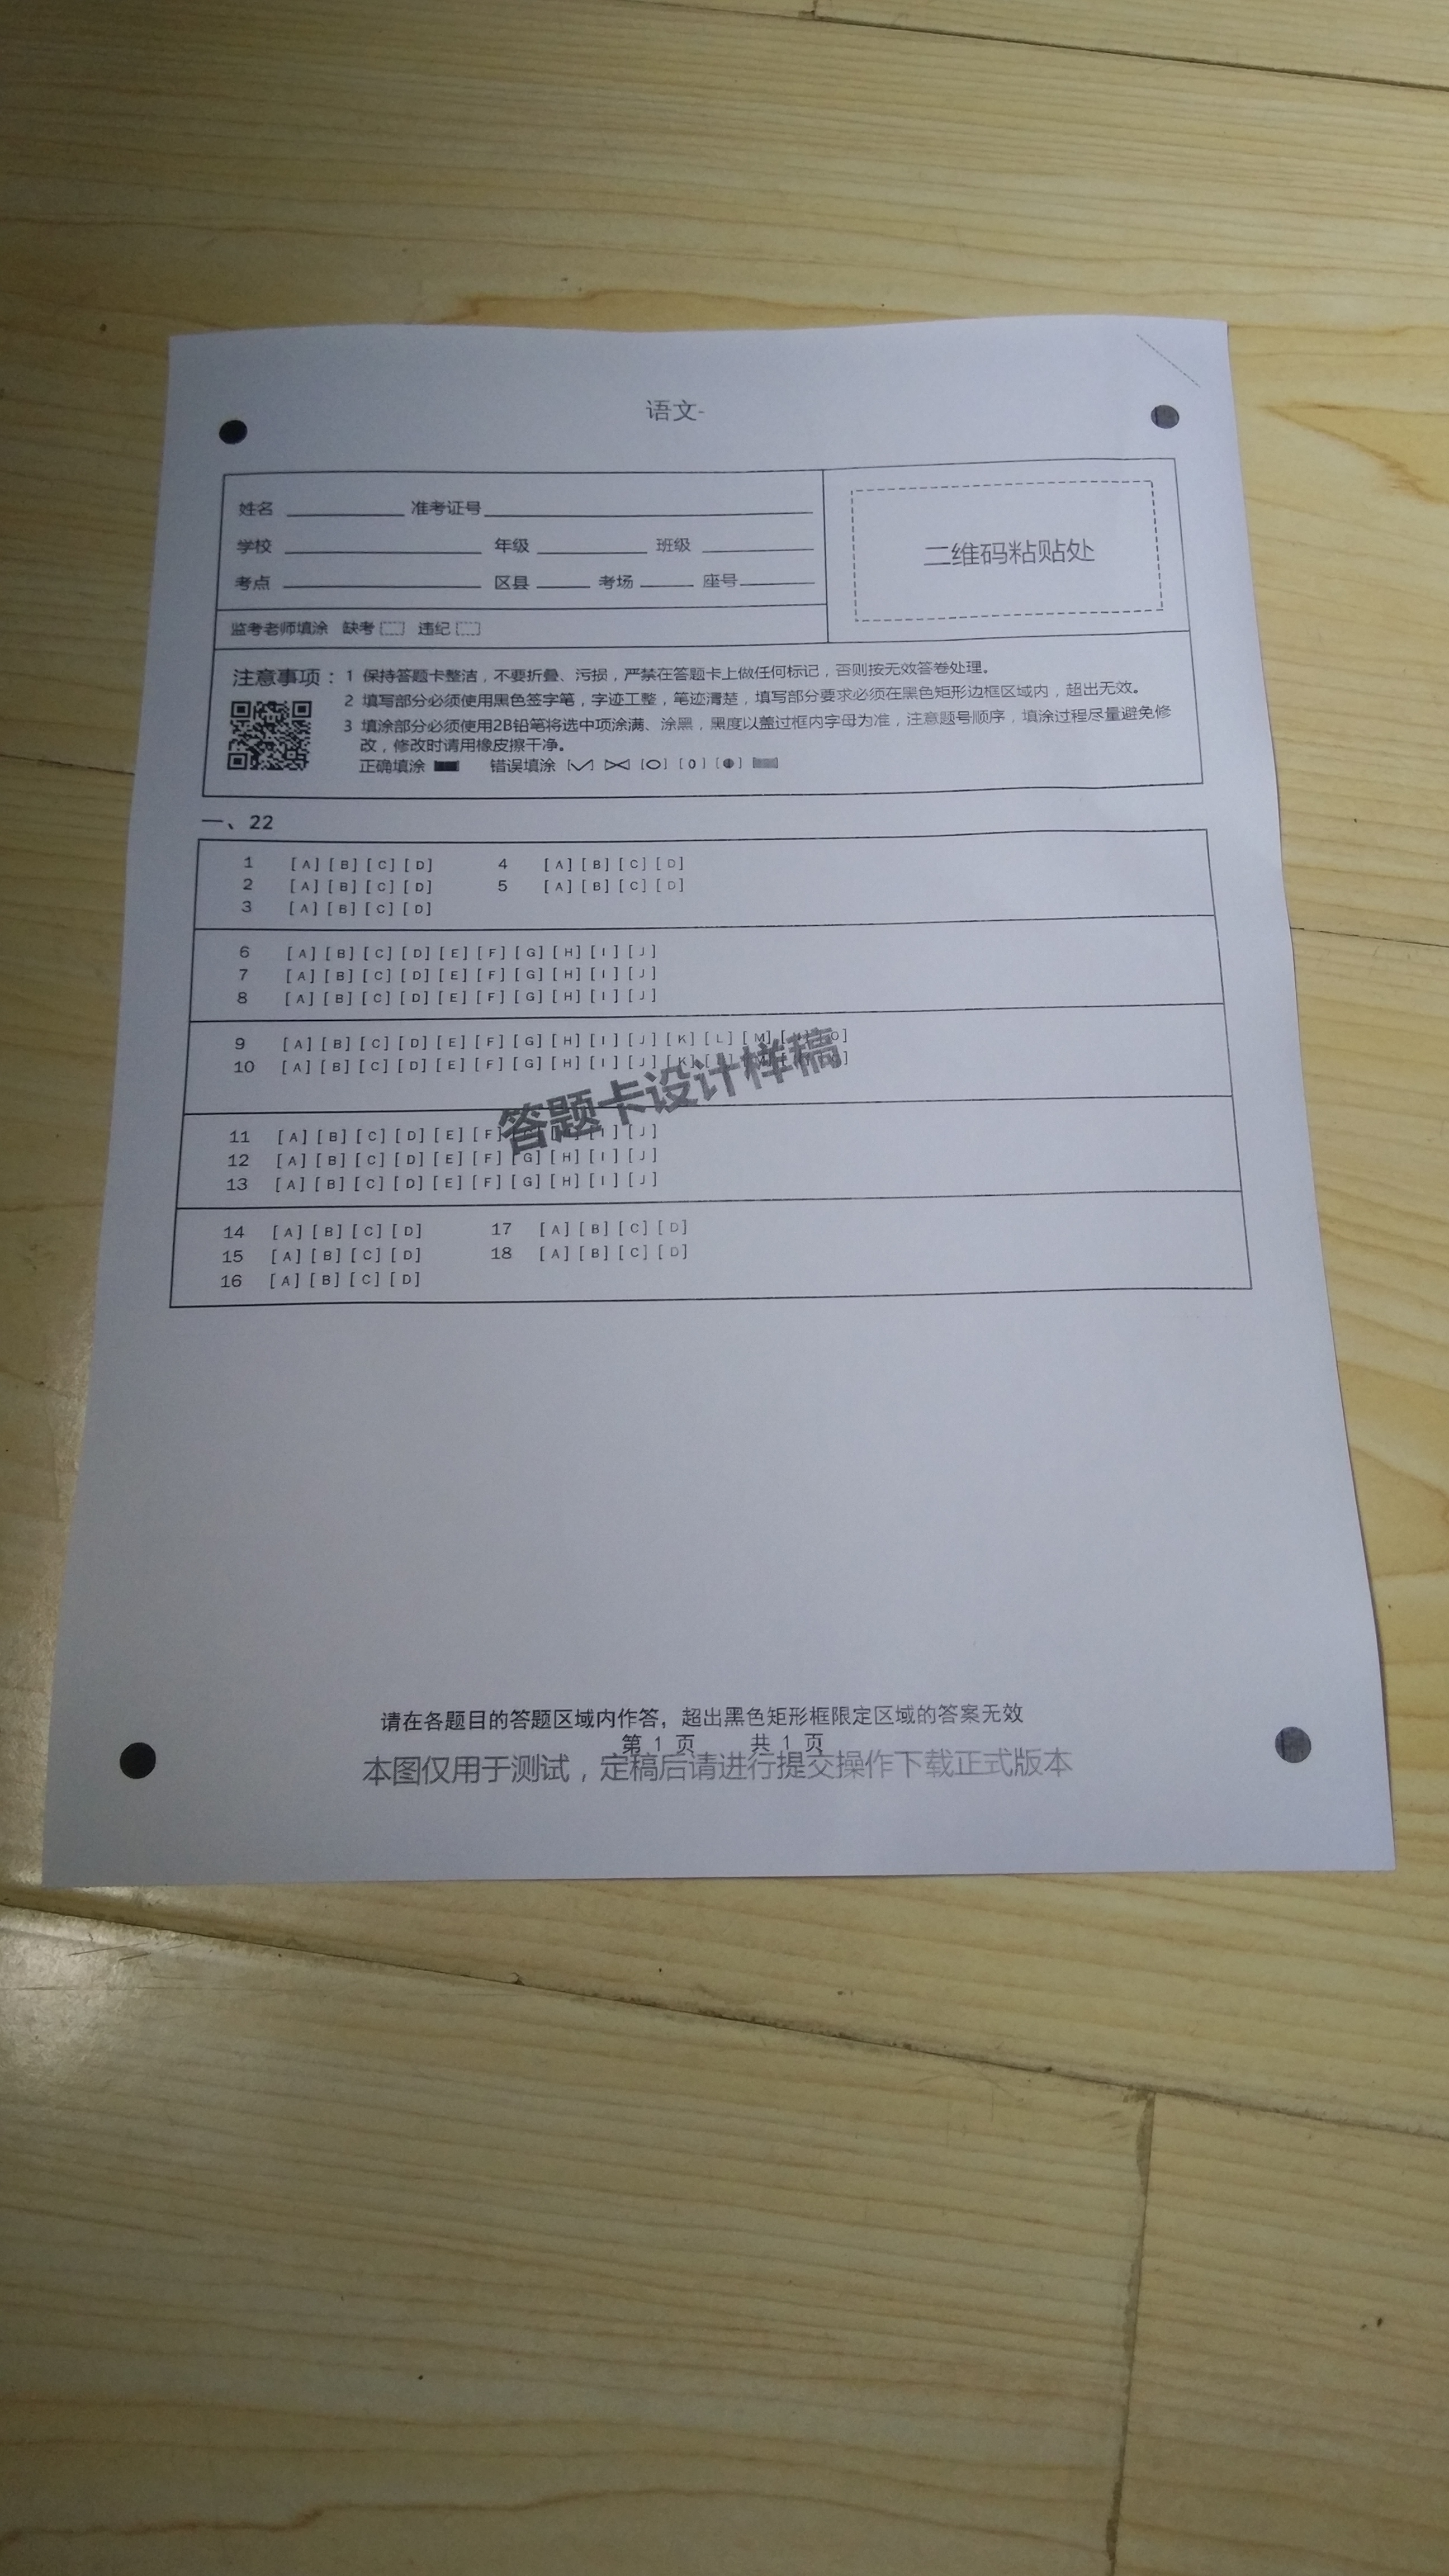 语文-
姓名 准考证号
学校 年级 班级
考点 区县 考场 座号
二维码粘贴处
监考老师填涂 缺考 违纪
注意事项：1 保持答题卡整洁，不要折叠、污损，严禁在答题卡上做任何标记，否则按无效答卷处理。
2 填写部分必须使用黑色签字笔，字迹工整，笔迹清楚，填写部分要求必须在黑色矩形边框区域内，超出无效。
3 填涂部分必须使用2B铅笔将选中项涂满、涂黑，黑度以盖过框内字母为准，注意题号顺序，填涂过程尽量避免修
改，修改时请用橡皮擦干净。
正确填涂 错误填涂
一、22
1 [A] [B] [C] [D] 4 [A] [B] [C] [D]
2 [A] [B] [C] [D] 5 [A] [B] [C] [D]
3 [A] [B] [C] [D]
6 [A] [B] [C] [D] [E] [F] [G] [H] [I] [J]
7 [A] [B] [C] [D] [E] [F] [G] [H] [I] [J]
8 [A] [B] [C] [D] [E] [F] [G] [H] [I] [J]
9 [A] [B] [C] [D] [E] [F] [G] [H] [I] [J] [K] [L] [M] [O]
10 [A] [B] [C] [D] [E] [F] [G] [H] [I] [J] [K]
答题卡设计样稿
11 [A] [B] [C] [D] [E] [F] [I] [J]
12 [A] [B] [C] [D] [E] [F] [G] [H] [I] [J]
13 [A] [B] [C] [D] [E] [F] [G] [H] [I] [J]
14 [A] [B] [C] [D] 17 [A] [B] [C] [D]
15 [A] [B] [C] [D] 18 [A] [B] [C] [D]
16 [A] [B] [C] [D]
请在各题目的答题区域内作答，超出黑色矩形框限定区域的答案无效
第 1 页 共 1 页
本图仅用于测试，定稿后请进行提交操作下载正式版本